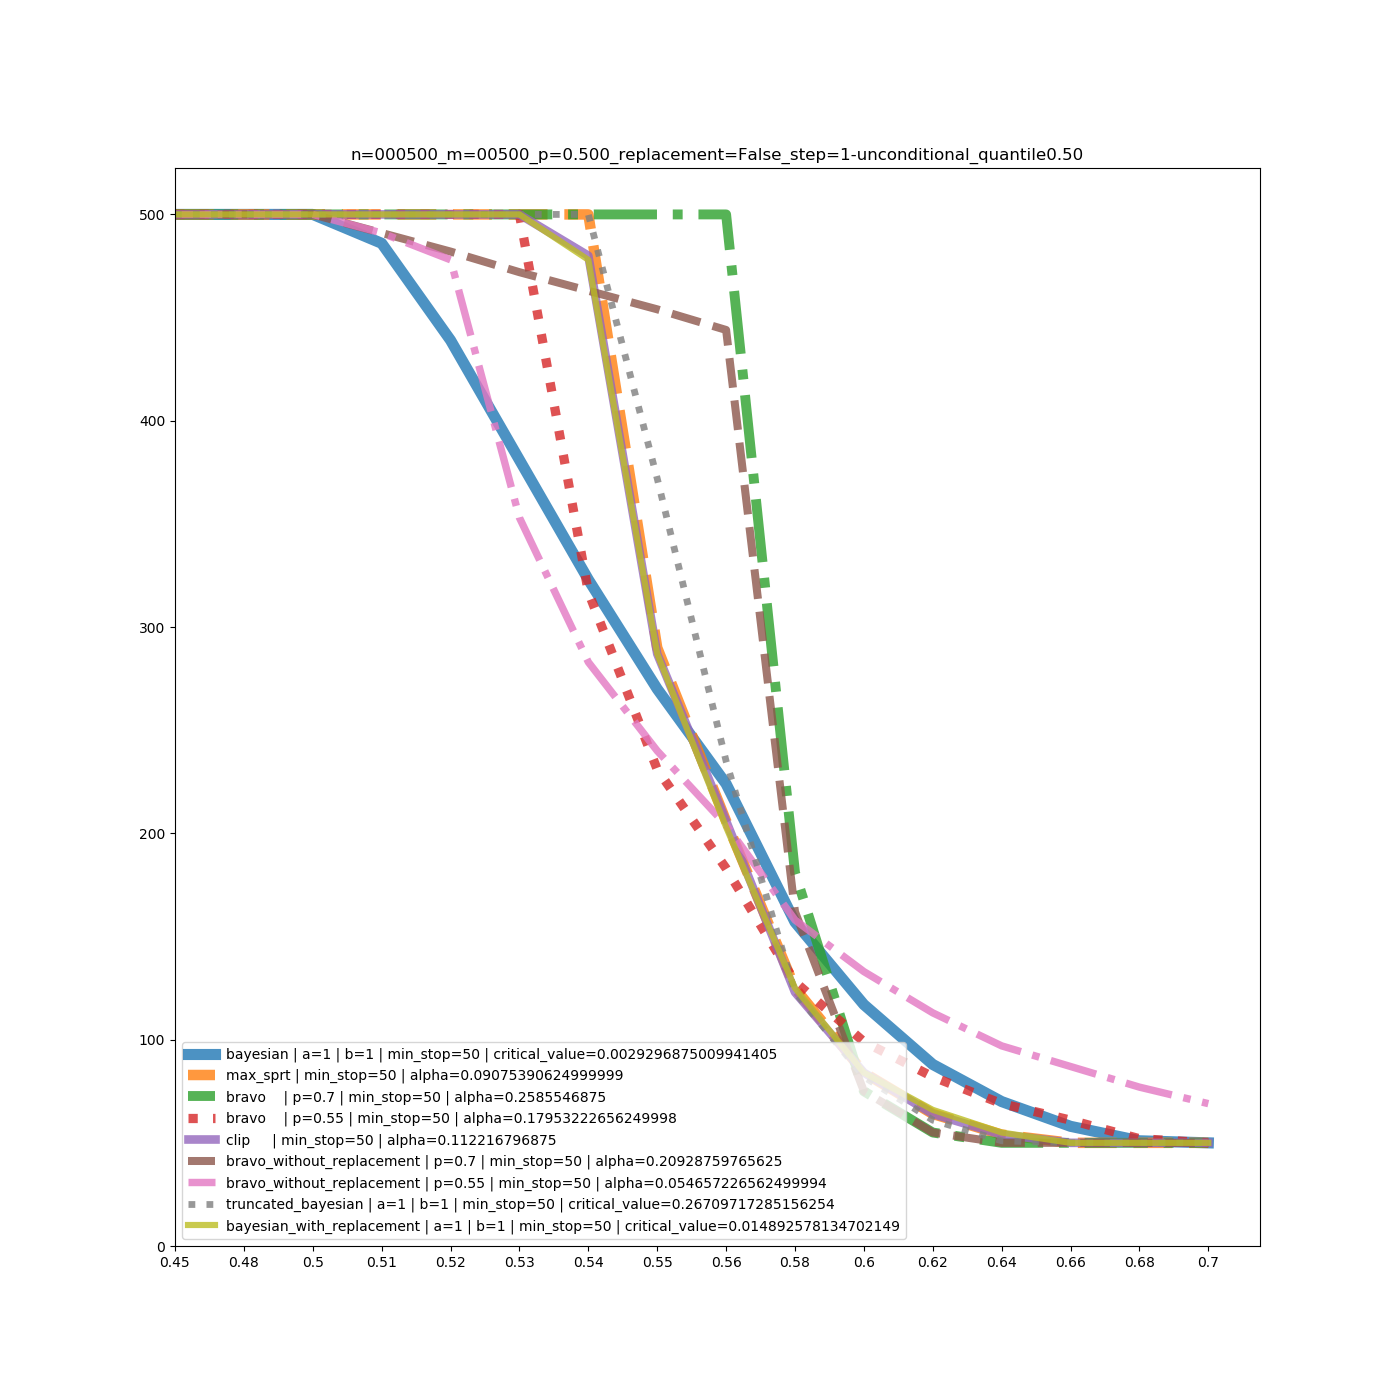 n=000500_m=00500_p=0.500_replacement=False_step=1-unconditional_quantile0.50
500
400
300
200
100
0
bayesian | a=1 | b=1 | min_stop=50 | critical_value=0.0029296875009941405
max_sprt | min_stop=50 | alpha=0.09075390624999999
bravo | p=0.7 | min_stop=50 | alpha=0.2585546875
bravo | p=0.55 | min_stop=50 | alpha=0.17953222656249998
clip | min_stop=50 | alpha=0.112216796875
bravo_without_replacement | p=0.7 | min_stop=50 | alpha=0.20928759765625
bravo_without_replacement | p=0.55 | min_stop=50 | alpha=0.054657226562499994
truncated_bayesian | a=1 | b=1 | min_stop=50 | critical_value=0.26709717285156254
bayesian_with_replacement | a=1 | b=1 | min_stop=50 | critical_value=0.014892578134702149
0.45 0.48 0.5 0.51 0.52 0.53 0.54 0.55 0.56 0.58 0.6 0.62 0.64 0.66 0.68 0.7